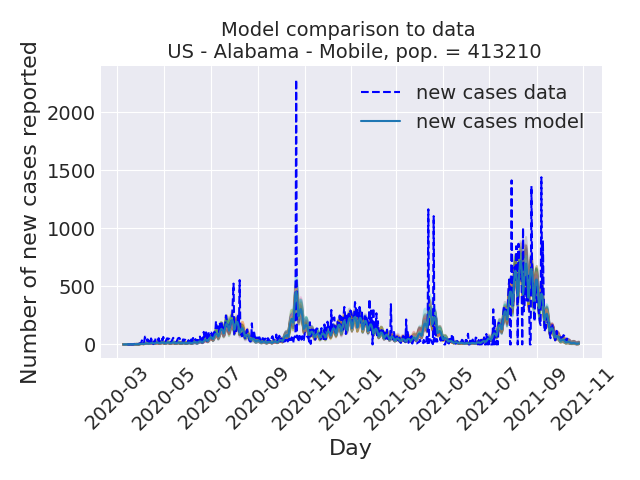 Model comparison to data
US - Alabama - Mobile, pop. = 413210
Number of new cases reported
2000
1500
1000
500
0
new cases data
new cases model
2020-03
2020-05
2020-07
2020-09
2020-11
2021-01
2021-03
2021-05
2021-07
2021-09
2021-11
Day